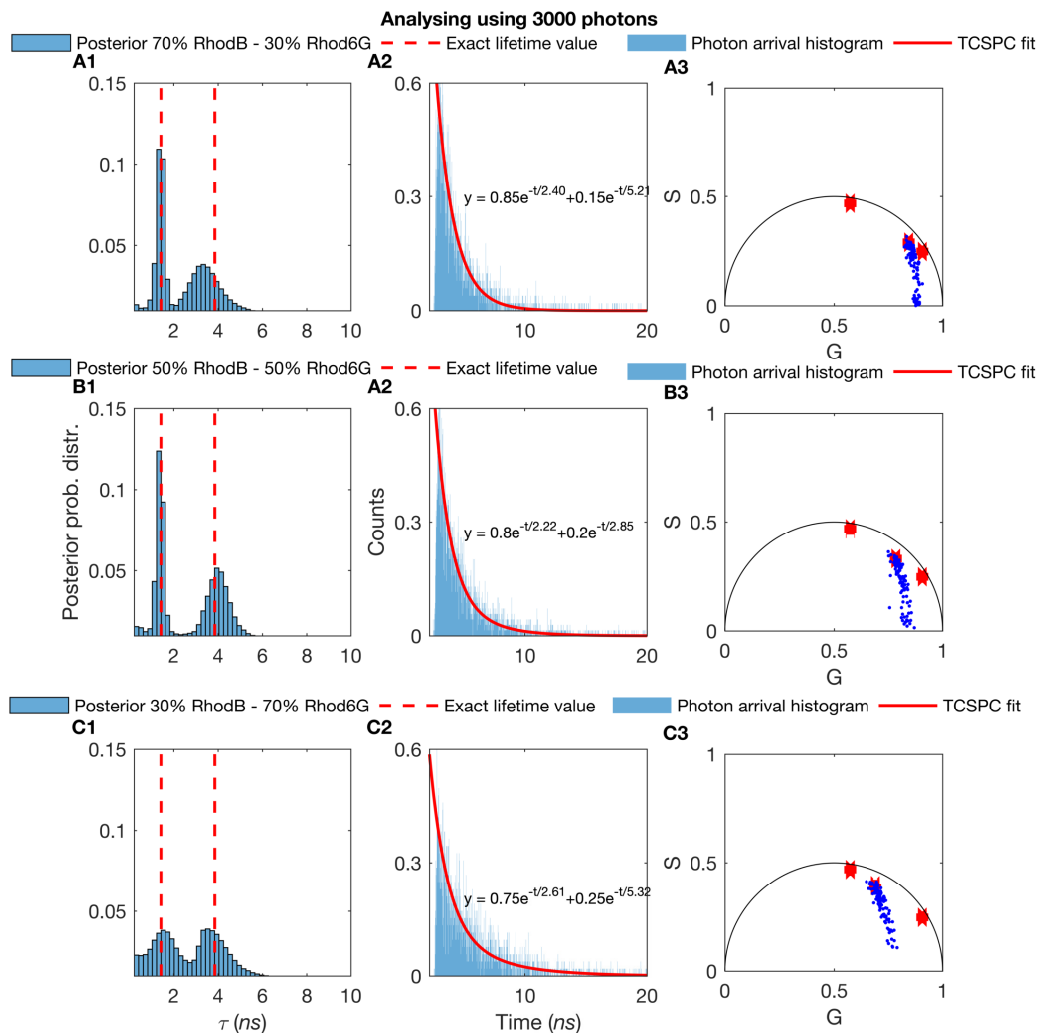 Analysing using 3000 photons
Posterior 70% RhodB - 30% Rhod6G
Exact lifetime value
Photon arrival histogram
TCSPC fit
A1
0.15
0.1
0.05
2 4 6 8 10
A2
0.6
0.3
0
y = 0.85e^-t/2.40+0.15e^-t/5.21
10 20
A3
1
S
0.5
0
0 0.5 1
G
Posterior 50% RhodB - 50% Rhod6G
Exact lifetime value
Photon arrival histogram
TCSPC fit
B1
Posterior prob. distr.
0.15
0.1
0.05
2 4 6 8 10
A2
Counts
0.6
0.3
0
y = 0.8e^-t/2.22+0.2e^-t/2.85
10 20
B3
1
S
0.5
0
0 0.5 1
G
Posterior 30% RhodB - 70% Rhod6G
Exact lifetime value
Photon arrival histogram
TCSPC fit
C1
0.15
0.1
0.05
2 4 6 8 10
τ (ns)
C2
0.6
0.3
0
y = 0.75e^-t/2.61+0.25e^-t/5.32
10 20
Time (ns)
C3
1
S
0.5
0
0 0.5 1
G